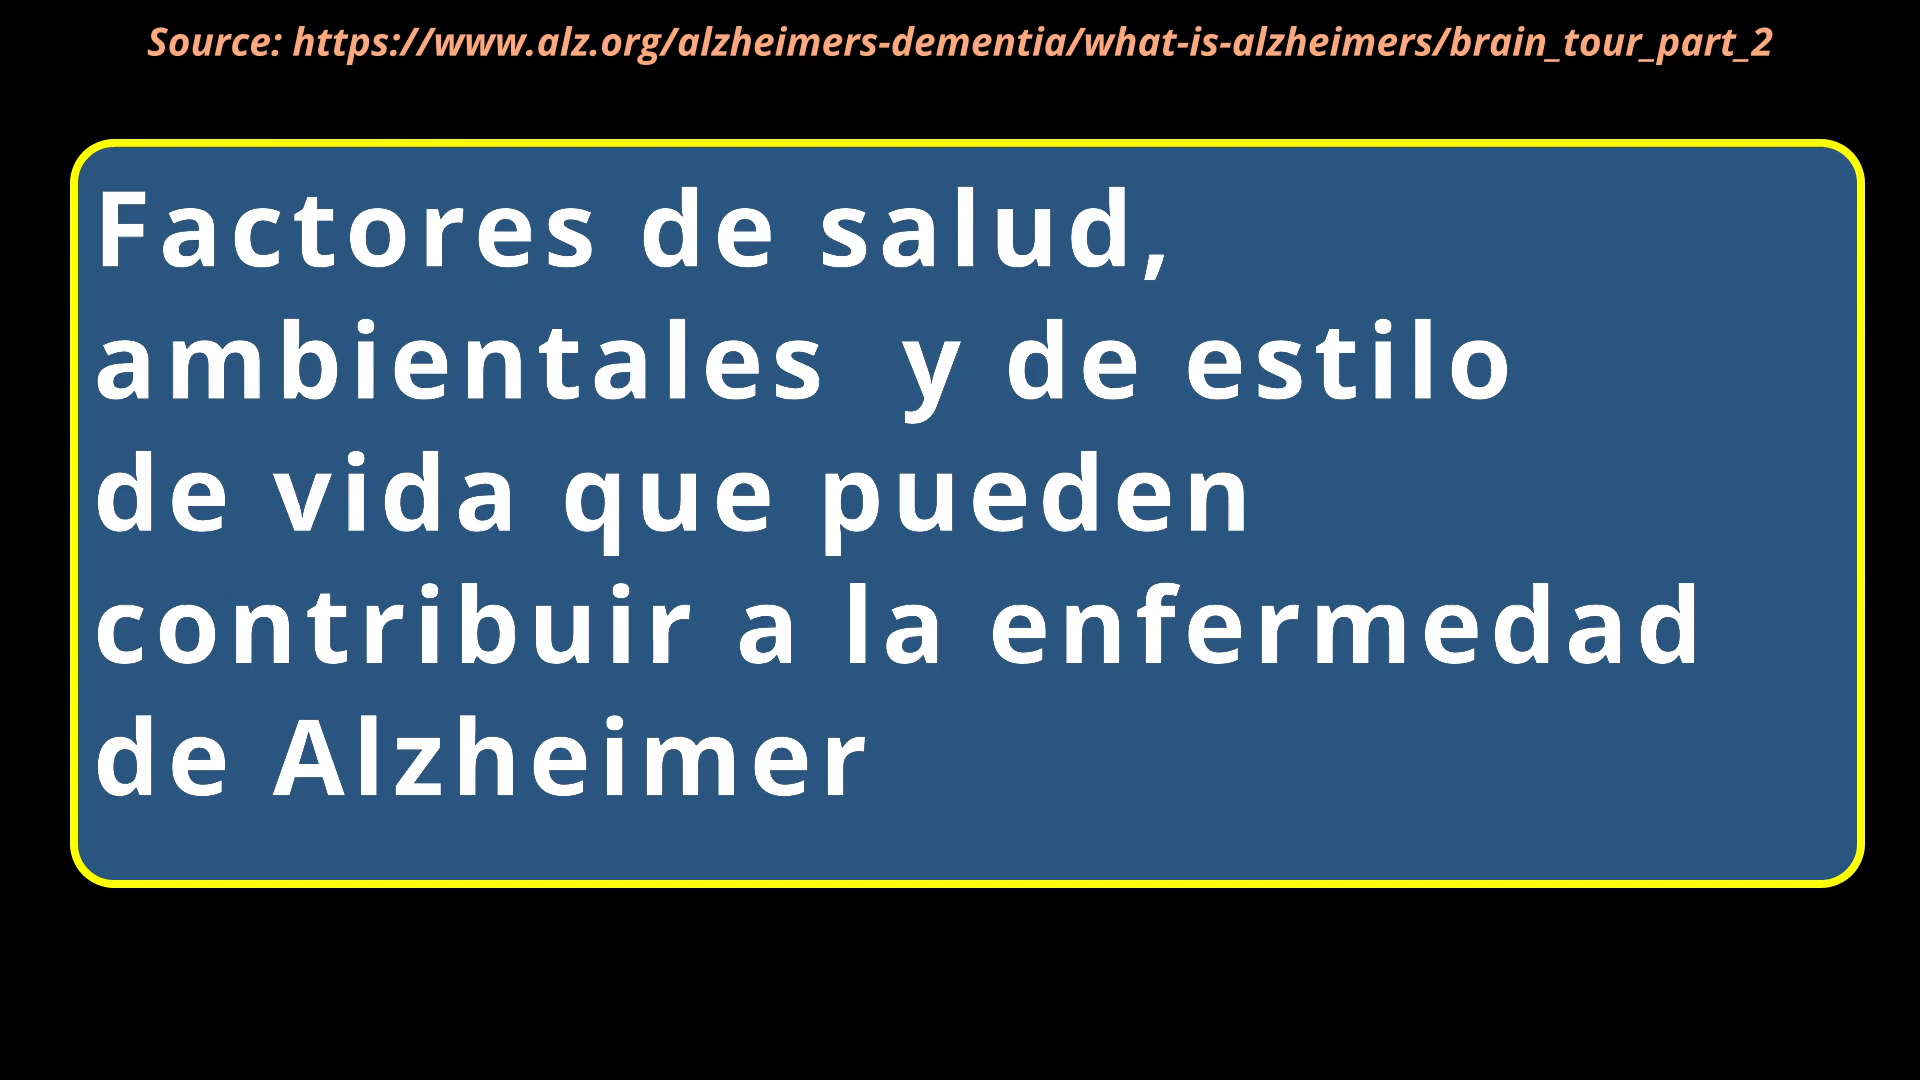 Source: https://www.alz.org/alzheimers-dementia/what-is-alzheimers/brain_tour_part_2
Factores de salud,
ambientales  y de estilo
de vida que pueden
contribuir a la enfermedad
de Alzheimer